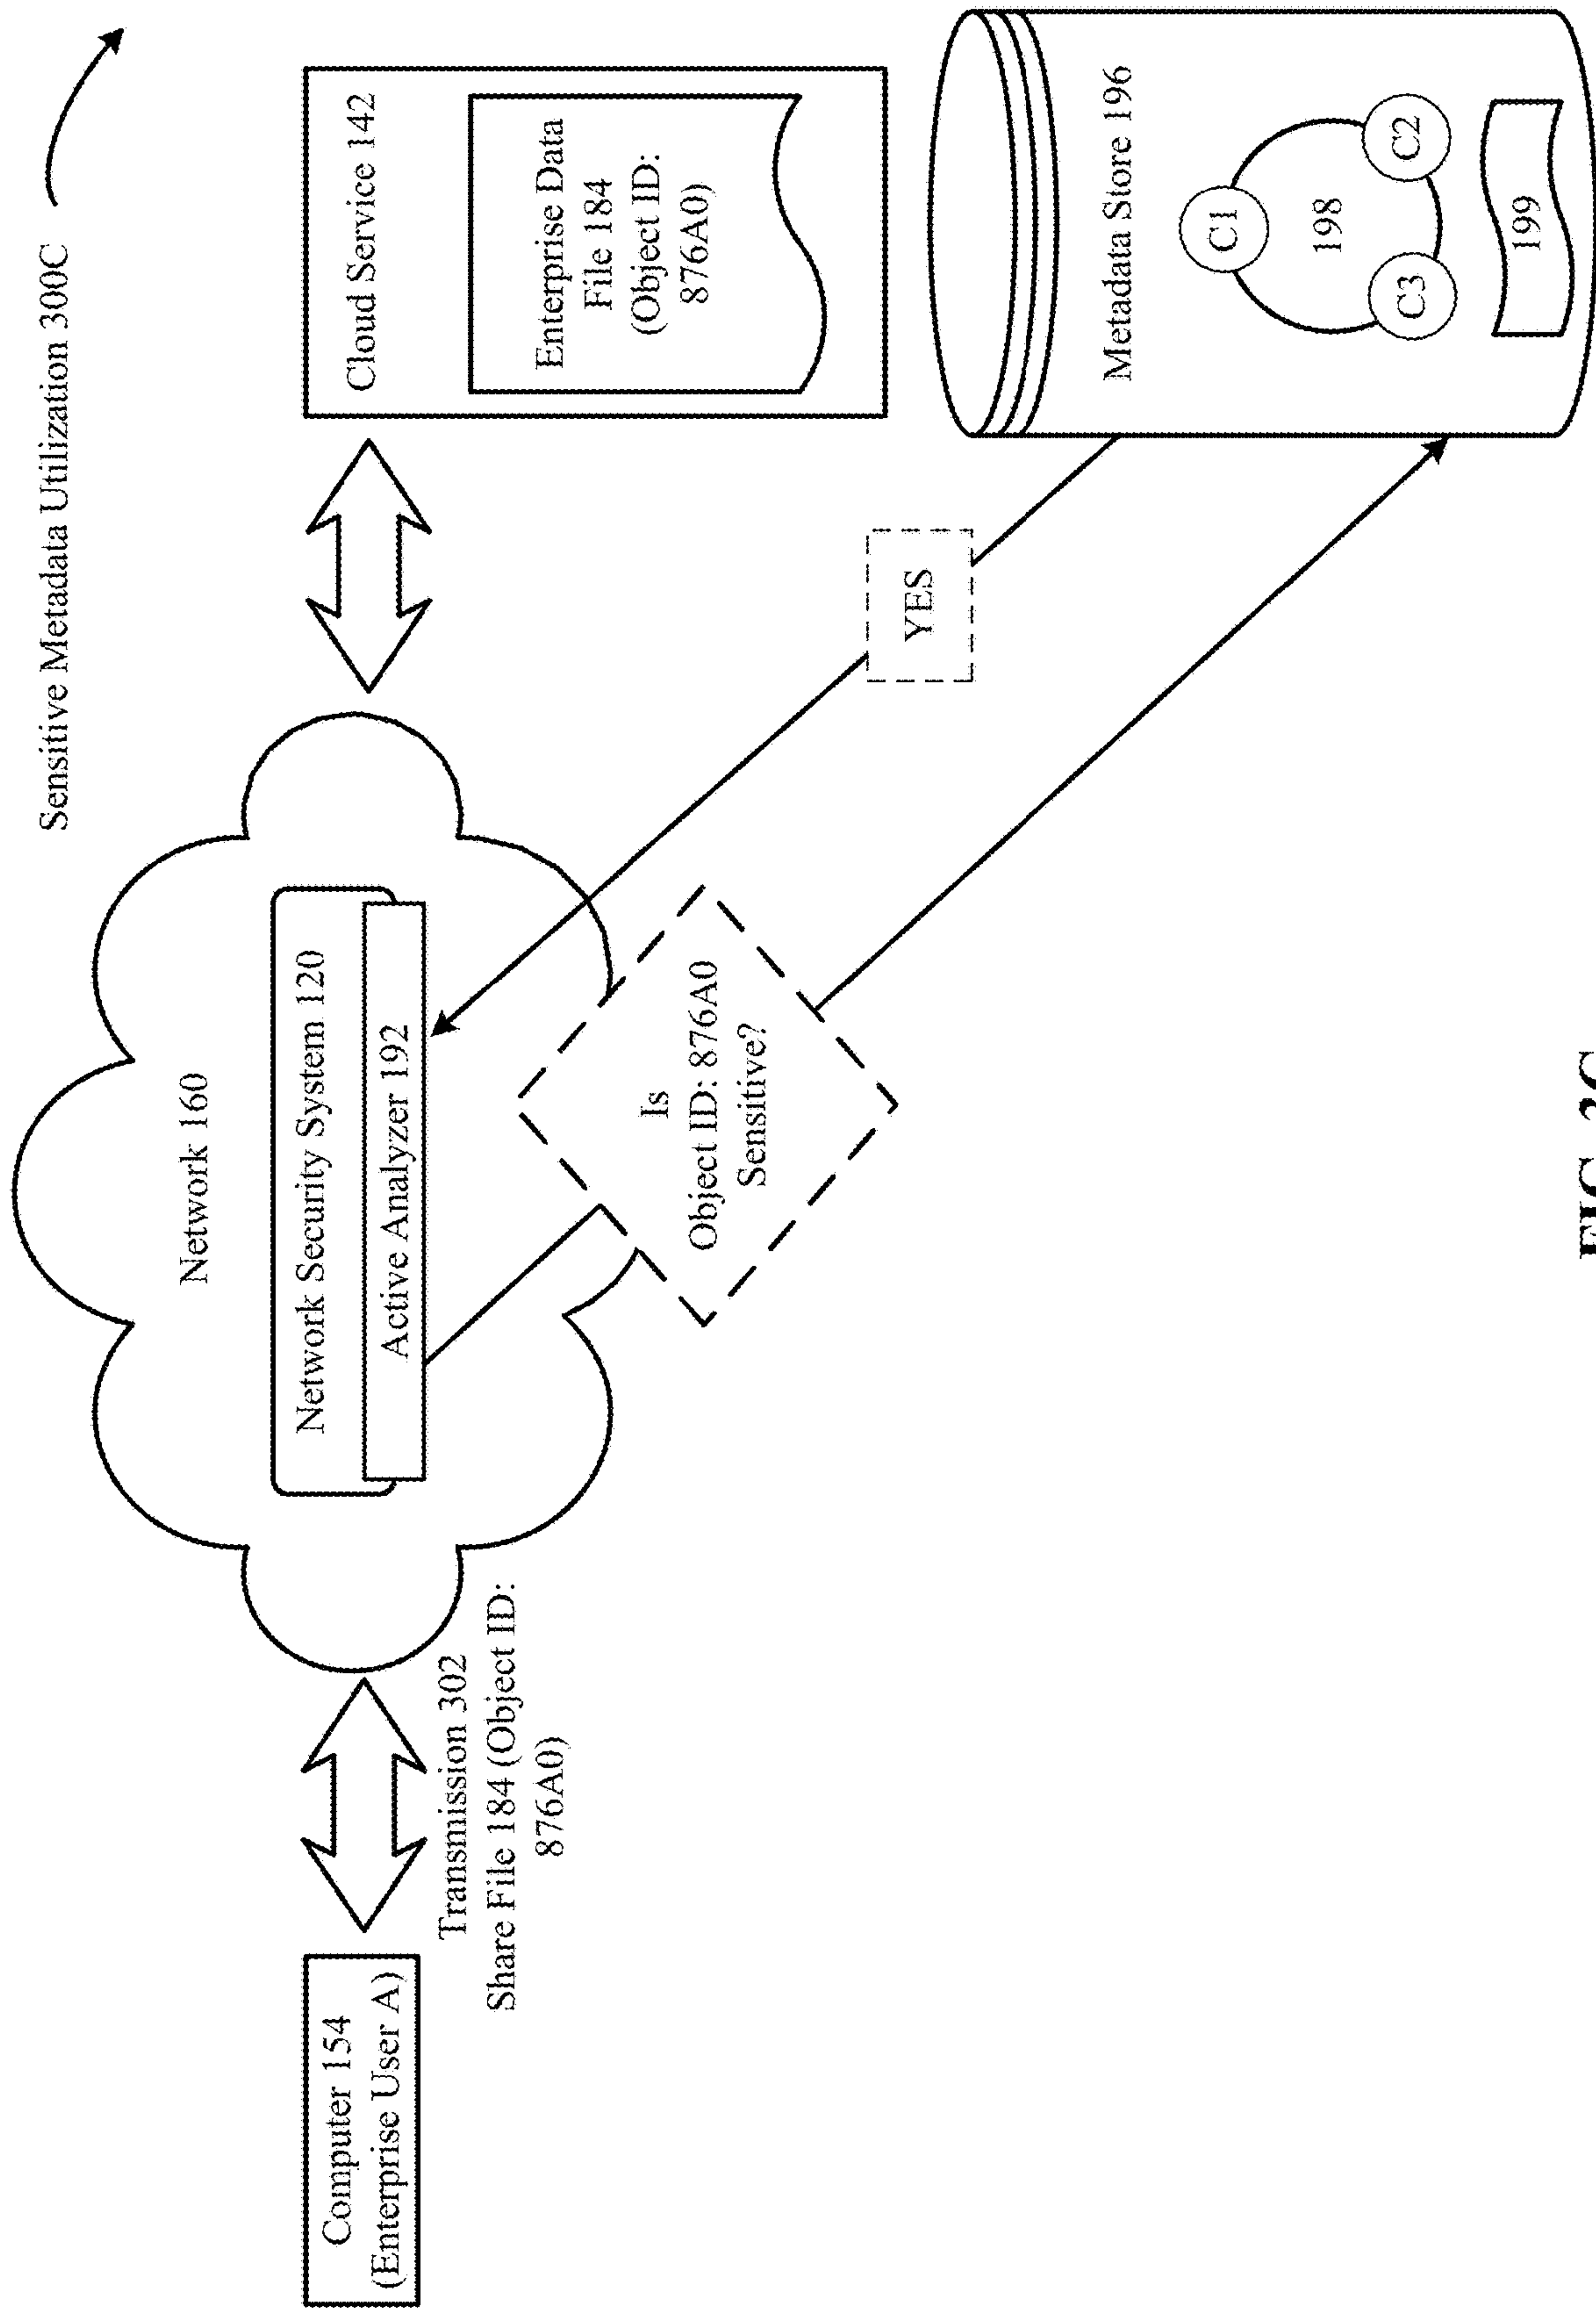 Sensitive Metadata Utilization 300C
Network 160
Network Security System 120
Active Analyzer 192
Computer 154
(Enterprise User A)
Transmission 302
Share File 184 (Object ID:
876A0)
Cloud Service 142
Enterprise Data
File 184
(Object ID:
876A0)
Is
Object ID: 876A0
Sensitive?
YES
Metadata Store 196
C1
198
C3
C2
199
FIG.